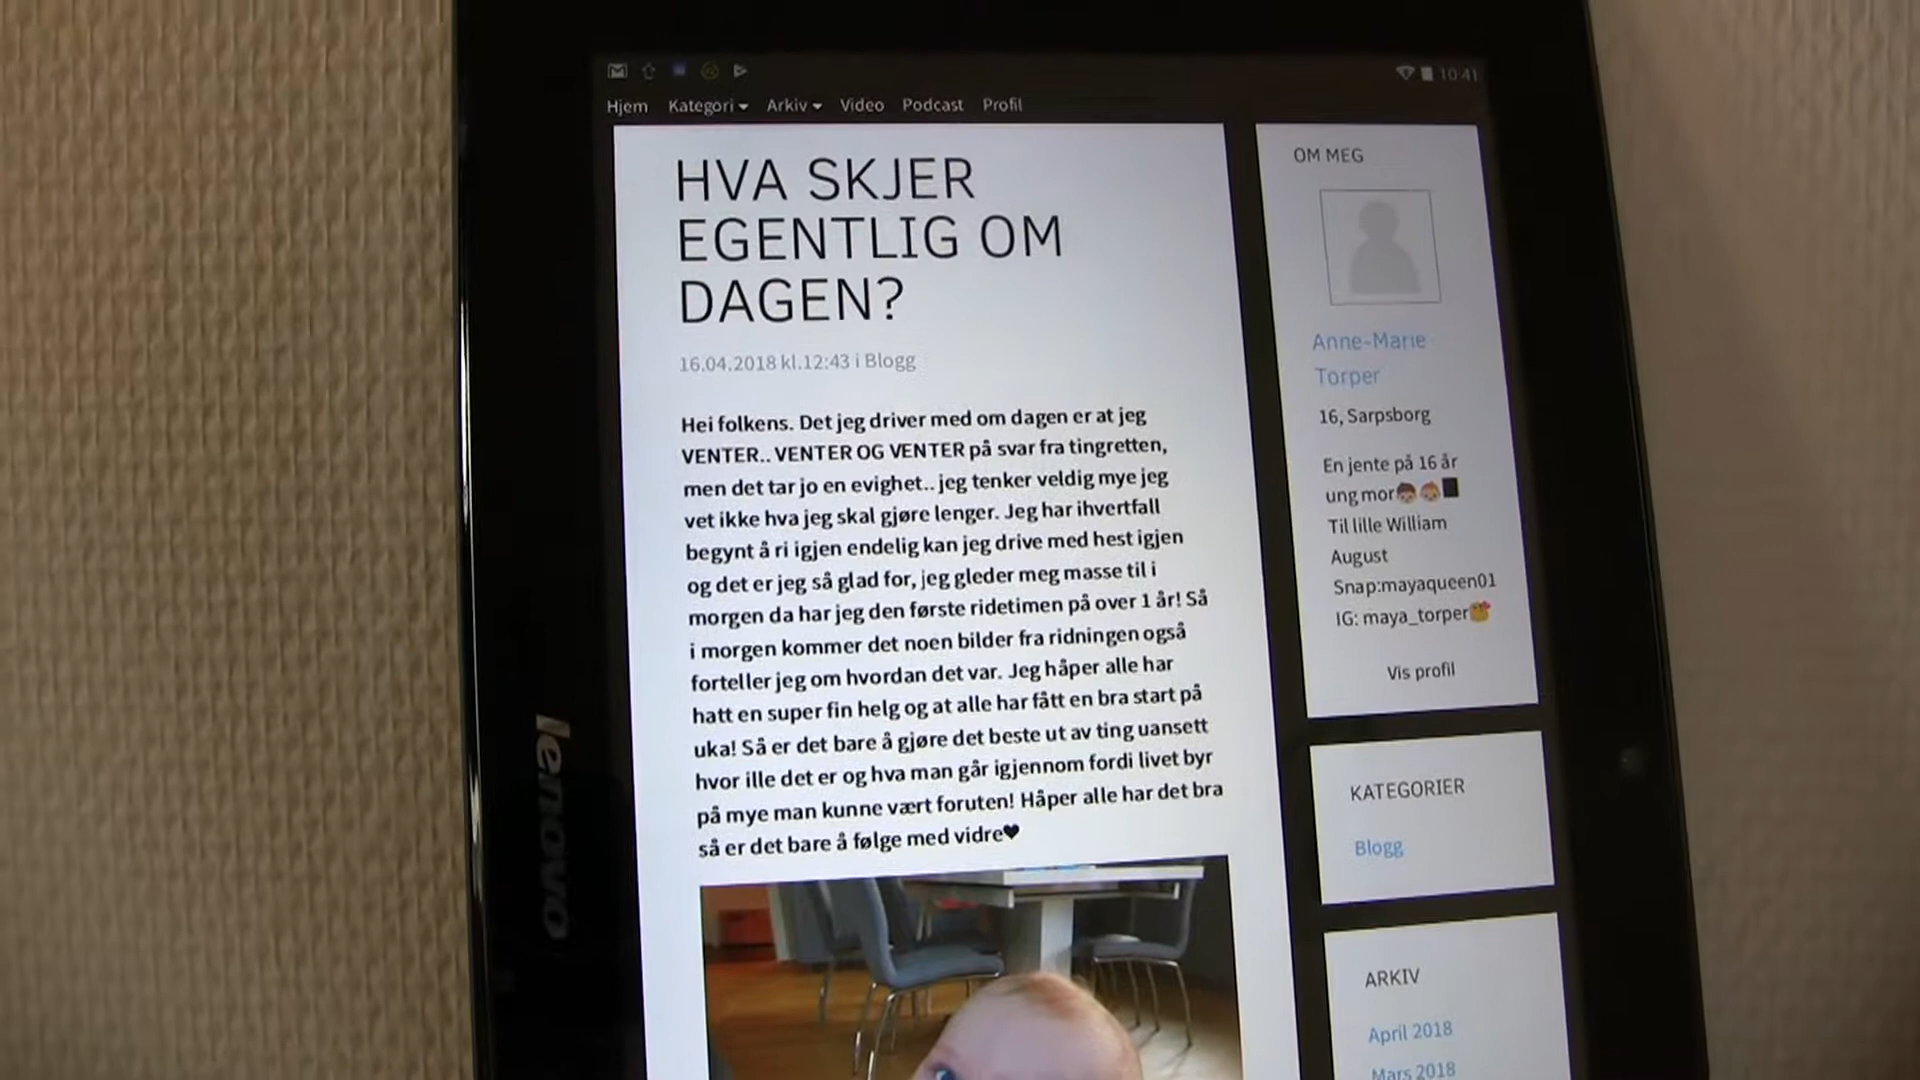 10:41
Hjem Kategori Arkiv Video Podcast Profil
HVA SKJER
EGENTLIG OM
DAGEN?
16.04.2018 kl.12:43 i Blogg
Hei folkens. Det jeg driver med om dagen er at jeg
VENTER.. VENTER OG VENTER på svar fra tingretten,
men det tar jo en evighet.. jeg tenker veldig mye jeg
vet ikke hva jeg skal gjøre lenger. Jeg har ihvertfall
begynt å ri igjen endelig kan jeg drive med hest igjen
og det er jeg så glad for, jeg gleder meg masse til i
morgen da har jeg den første ridetimen på over 1 år! Så
i morgen kommer det noen bilder fra ridningen også
forteller jeg om hvordan det var. Jeg håper alle har
hatt en super fin helg og at alle har fått en bra start på
uka! Så er det bare å gjøre det beste ut av ting uansett
hvor ille det er og hva man går igjennom fordi livet byr
på mye man kunne vært foruten! Håper alle har det bra
så er det bare å følge med vidre♥
OM MEG
Anne-Marie
Torper
16, Sarpsborg
En jente på 16 år
ung mor
Til lille William
August
Snap:mayaqueen01
IG: maya_torper
Vis profil
KATEGORIER
Blogg
ARKIV
April 2018
Mars 2018
lenovo